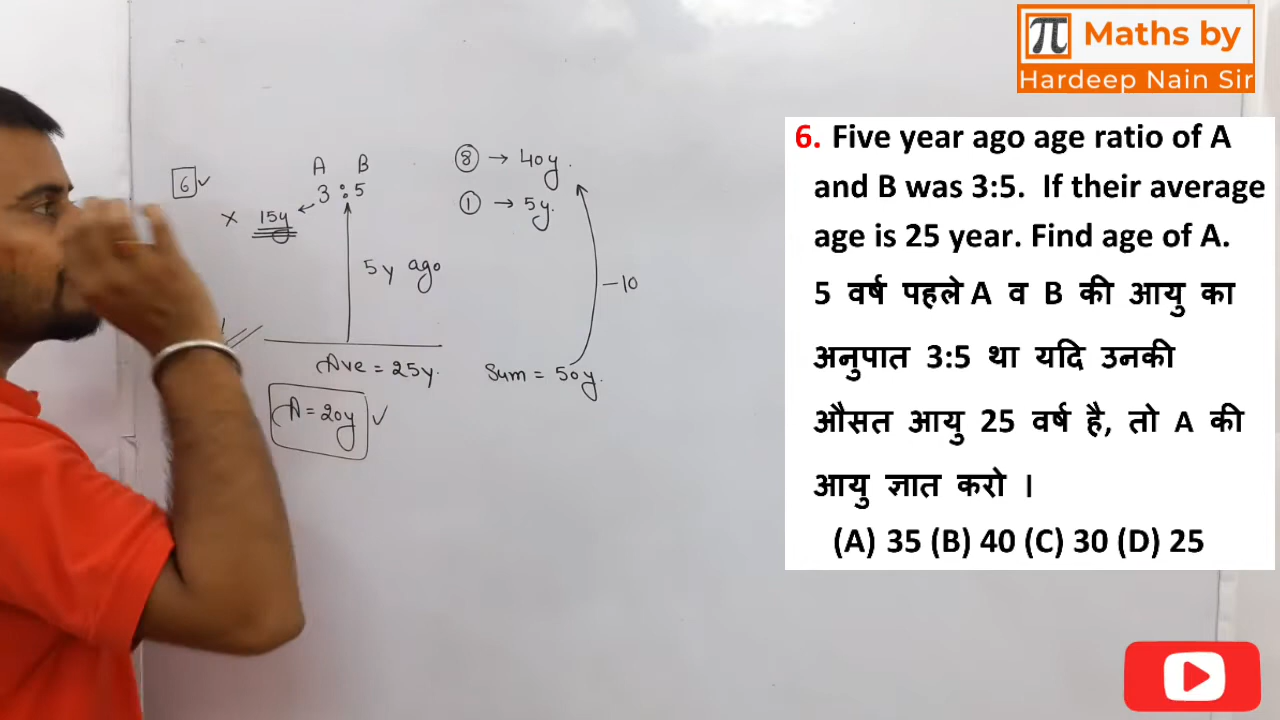 π Maths by
Hardeep Nain Sir
6. Five year ago age ratio of A
and B was 3:5. If their average
age is 25 year. Find age of A.
5 वर्ष पहले A व B की आयु का
अनुपात 3:5 था यदि उनकी
औसत आयु 25 वर्ष है, तो A की
आयु ज्ञात करो ।
(A) 35 (B) 40 (C) 30 (D) 25
6 ✓
A B
3 : 5
× 15y
5y ago
Ave = 25y.
A = 20y ✓
8 → 40y.
1 → 5y.
-10
Sum = 50y.